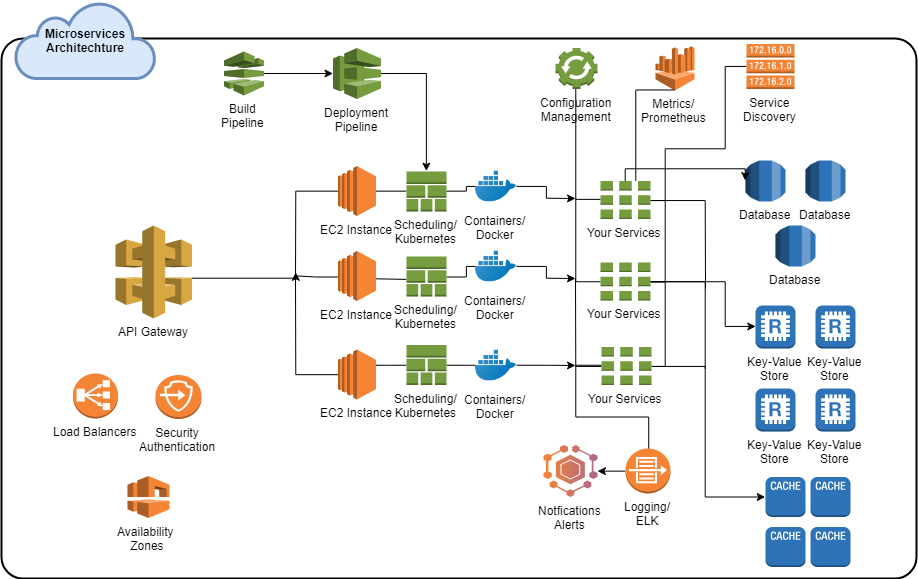 Microservices
Architechture
Build
Pipeline
Deployment
Pipeline
Configuration
Management
Metrics/
Prometheus
172.16.0.0
172.16.1.0
172.16.2.0
Service
Discovery
EC2 Instance
Scheduling/
Kubernetes
Containers/
Docker
Your Services
Database
Database
Database
API Gateway
EC2 Instance
Scheduling/
Kubernetes
Containers/
Docker
Your Services
R
R
Key-Value
Store
Key-Value
Store
EC2 Instance
Scheduling/
Kubernetes
Containers/
Docker
Your Services
R
R
Key-Value
Store
Key-Value
Store
Load Balancers
Security
Authentication
Availability
Zones
Notfications
Alerts
Logging/
ELK
CACHE
CACHE
CACHE
CACHE